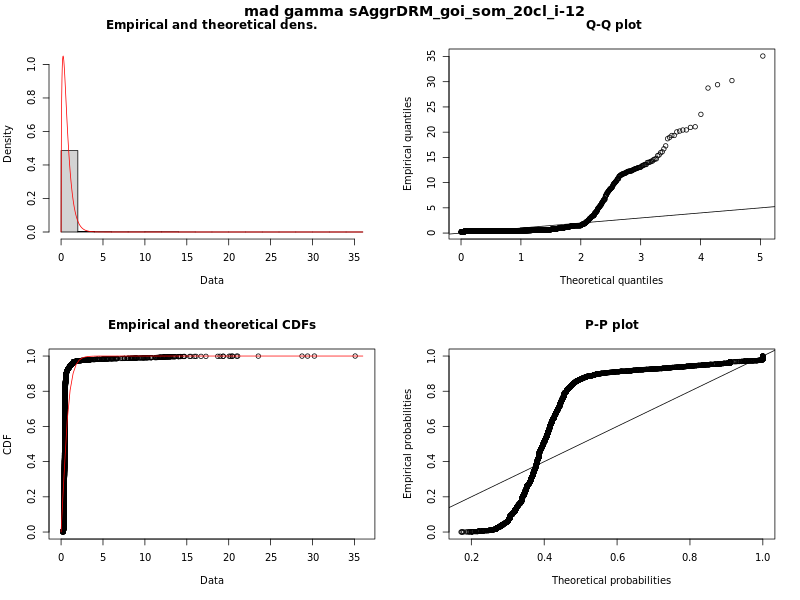 mad gamma sAggrDRM_goi_som_20cl_i-12
Empirical and theoretical dens.
Density
0.0 0.2 0.4 0.6 0.8 1.0
0 5 10 15 20 25 30 35
Data
Q-Q plot
Empirical quantiles
0 5 10 15 20 25 30 35
0 1 2 3 4 5
Theoretical quantiles
Empirical and theoretical CDFs
CDF
0.0 0.2 0.4 0.6 0.8 1.0
0 5 10 15 20 25 30 35
Data
P-P plot
Empirical probabilities
0.0 0.2 0.4 0.6 0.8 1.0
0.2 0.4 0.6 0.8 1.0
Theoretical probabilities